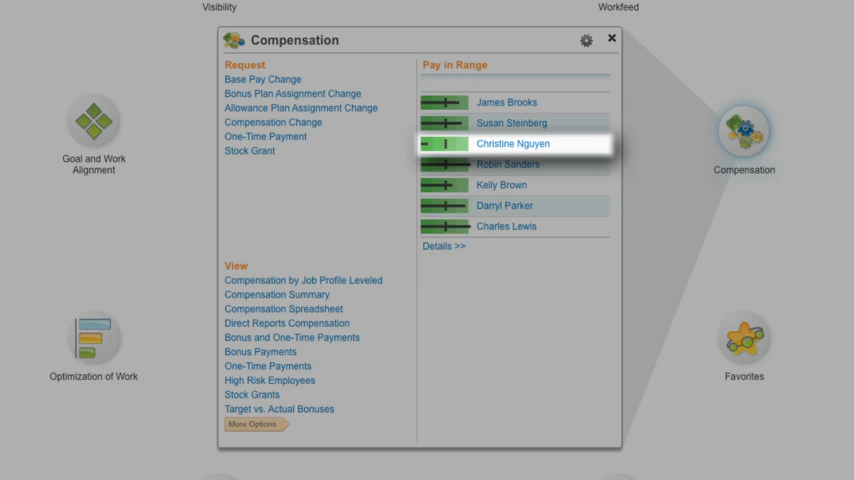 Visibility
Workfeed
Compensation
Request
Base Pay Change
Bonus Plan Assignment Change
Allowance Plan Assignment Change
Compensation Change
One-Time Payment
Stock Grant
View
Compensation by Job Profile Leveled
Compensation Summary
Compensation Spreadsheet
Direct Reports Compensation
Bonus and One-Time Payments
Bonus Payments
One-Time Payments
High Risk Employees
Stock Grants
Target vs. Actual Bonuses
More Options
Pay in Range
James Brooks
Susan Steinberg
Christine Nguyen
Robin Sanders
Kelly Brown
Darryl Parker
Charles Lewis
Details >>
Goal and Work
Alignment
Optimization of Work
Compensation
Favorites